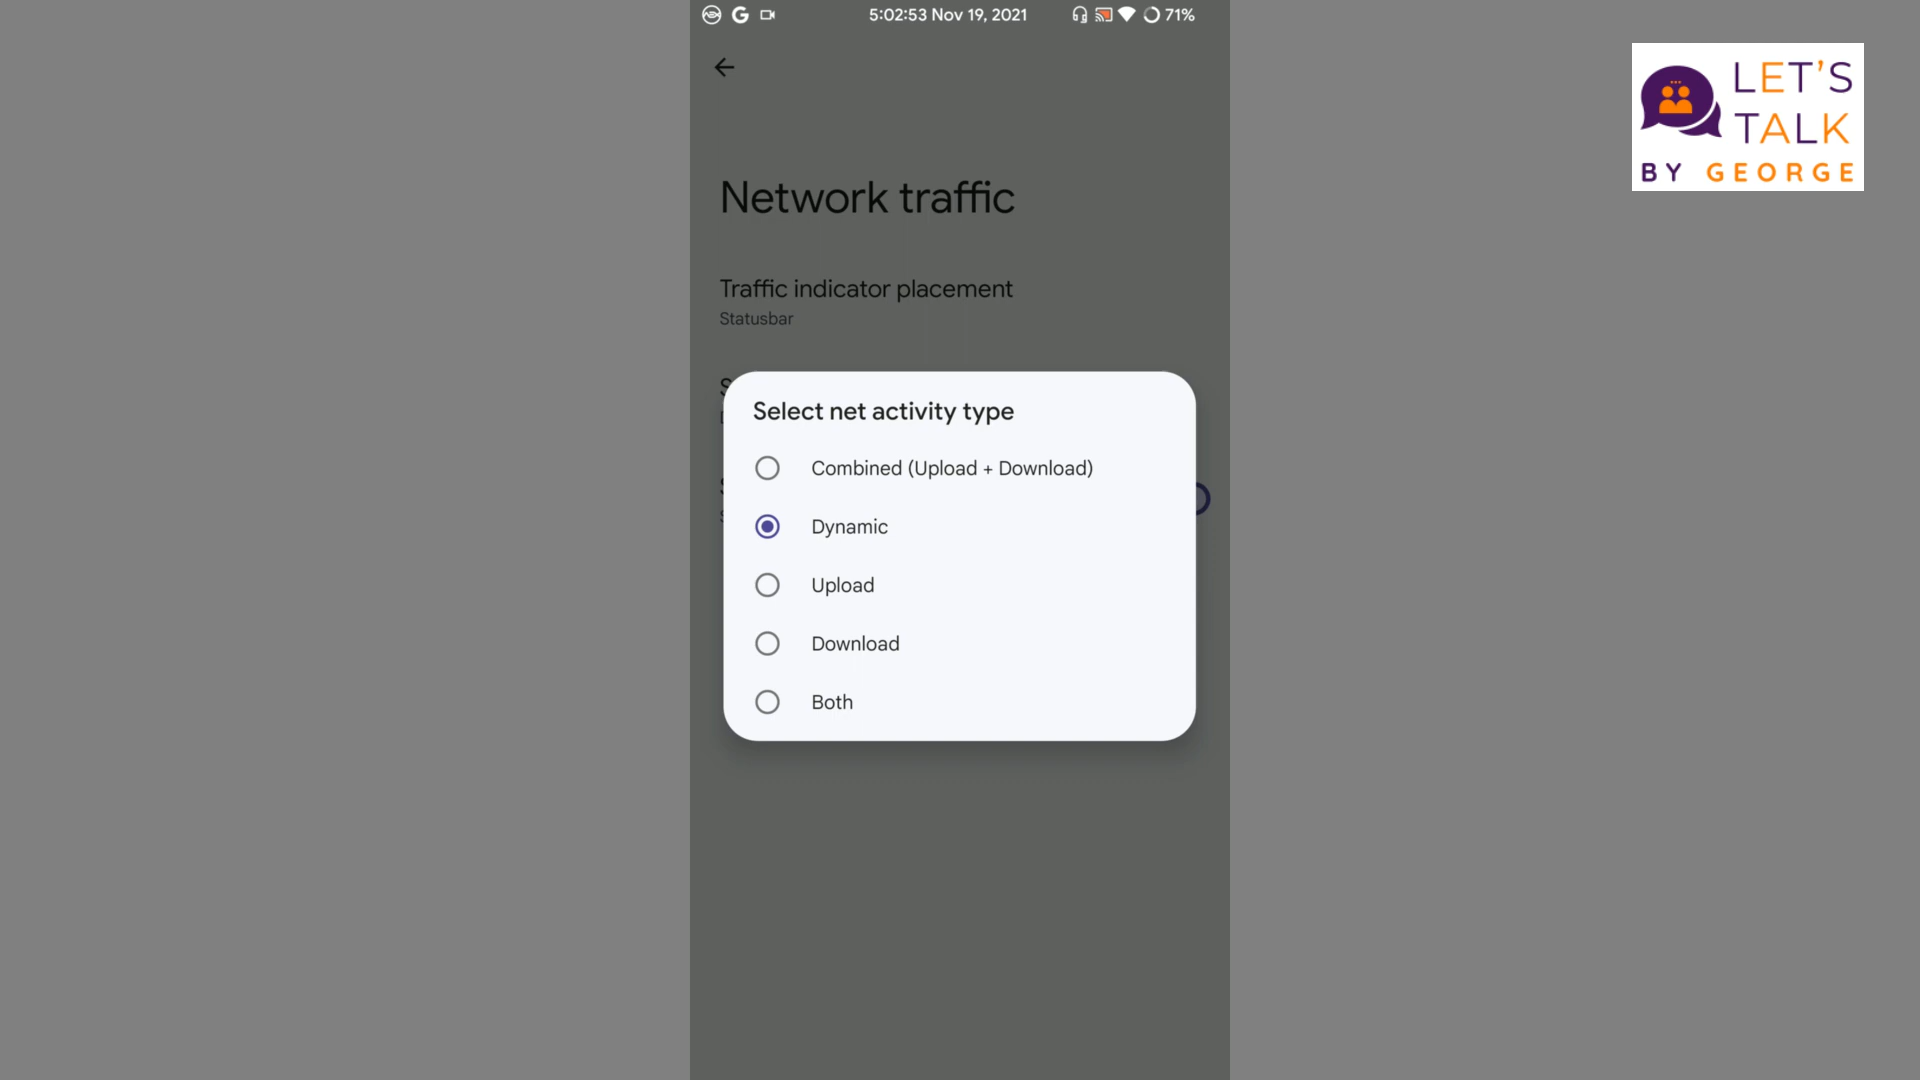 5:02:53 Nov 19, 2021
71%
Network traffic
Traffic indicator placement
Statusbar
Select net activity type
Combined (Upload + Download)
Dynamic
Upload
Download
Both
LET'S
TALK
BY GEORGE